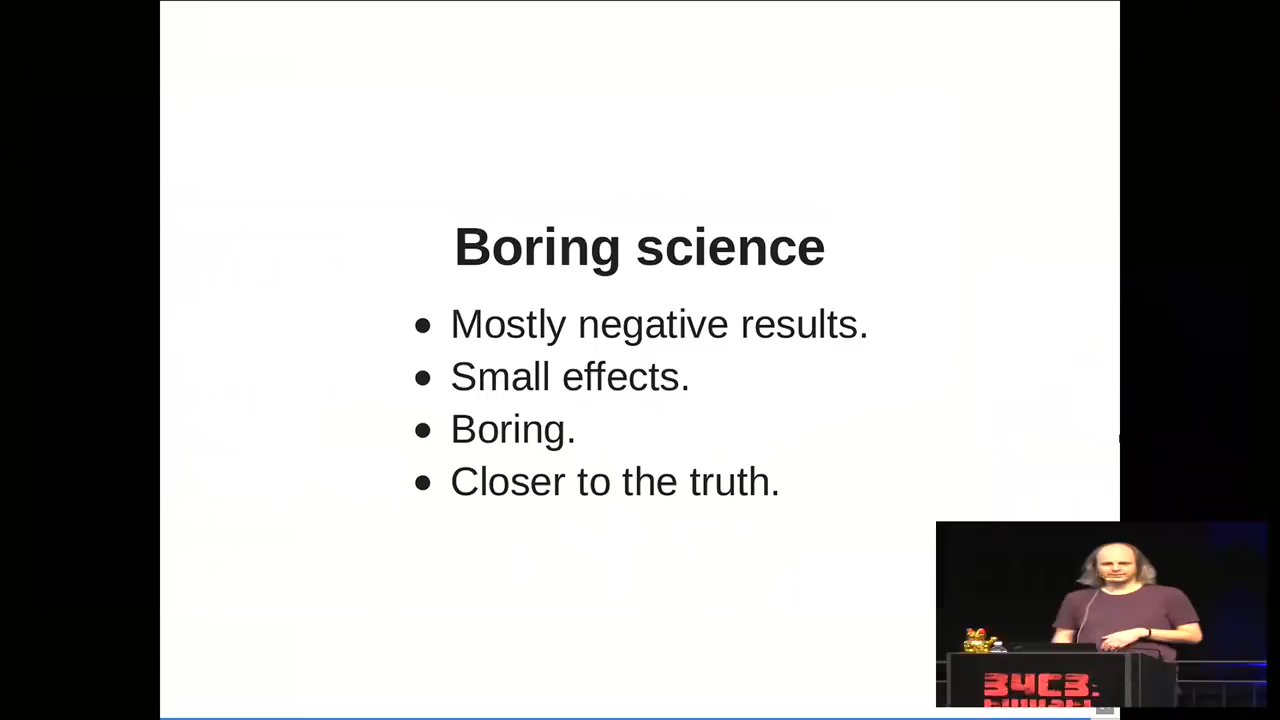 Boring science
Mostly negative results.
Small effects.
Boring.
Closer to the truth.
34C3: